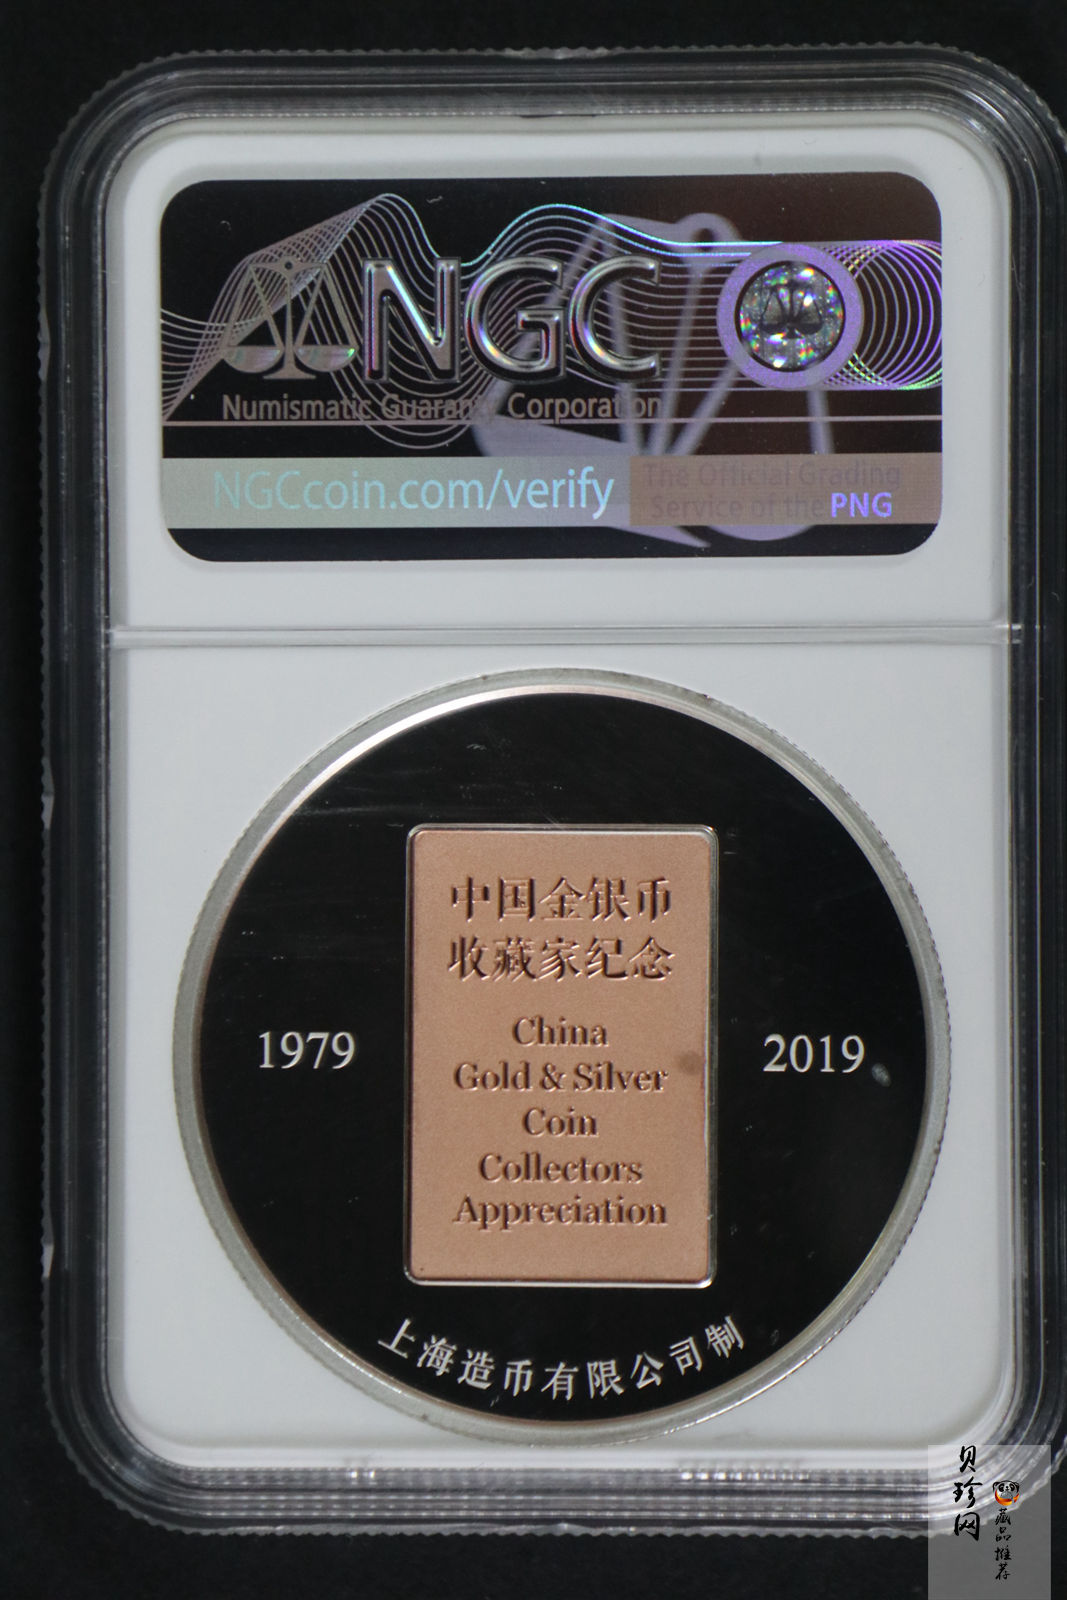 NGC
Numismatic Guaranty Corporation
NGCcoin.com/verify
The Official Grading
Service of the PNG
中国金银币
收藏家纪念
China
Gold & Silver
Coin
Collectors
Appreciation
1979
2019
上海造币有限公司制
贝珍网
藏品推荐